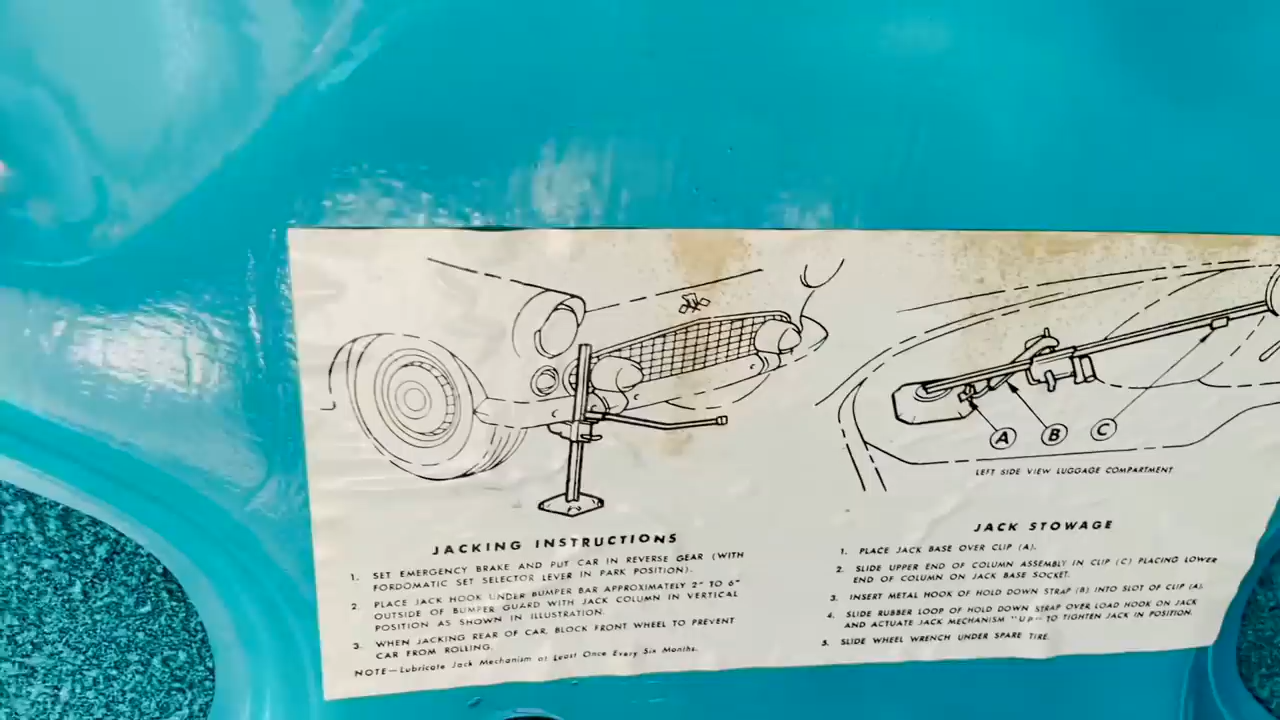 A
B
C
LEFT SIDE VIEW LUGGAGE COMPARTMENT
JACKING INSTRUCTIONS
1. SET EMERGENCY BRAKE AND PUT CAR IN REVERSE GEAR (WITH
FORDOMATIC SET SELECTOR LEVER IN PARK POSITION).
2. PLACE JACK HOOK UNDER BUMPER BAR APPROXIMATELY 2" TO 6"
OUTSIDE OF BUMPER GUARD WITH JACK COLUMN IN VERTICAL
POSITION AS SHOWN IN ILLUSTRATION.
3. WHEN JACKING REAR OF CAR, BLOCK FRONT WHEEL TO PREVENT
CAR FROM ROLLING.
NOTE—Lubricate Jack Mechanism at Least Once Every Six Months.
JACK STOWAGE
1. PLACE JACK BASE OVER CLIP (A).
2. SLIDE UPPER END OF COLUMN ASSEMBLY IN CLIP (C) PLACING LOWER
END OF COLUMN ON JACK BASE SOCKET.
3. INSERT METAL HOOK OF HOLD DOWN STRAP (B) INTO SLOT OF CLIP (A).
4. SLIDE RUBBER LOOP OF HOLD DOWN STRAP OVER LOAD HOOK ON JACK
AND ACTUATE JACK MECHANISM "UP" TO TIGHTEN JACK IN POSITION.
5. SLIDE WHEEL WRENCH UNDER SPARE TIRE.